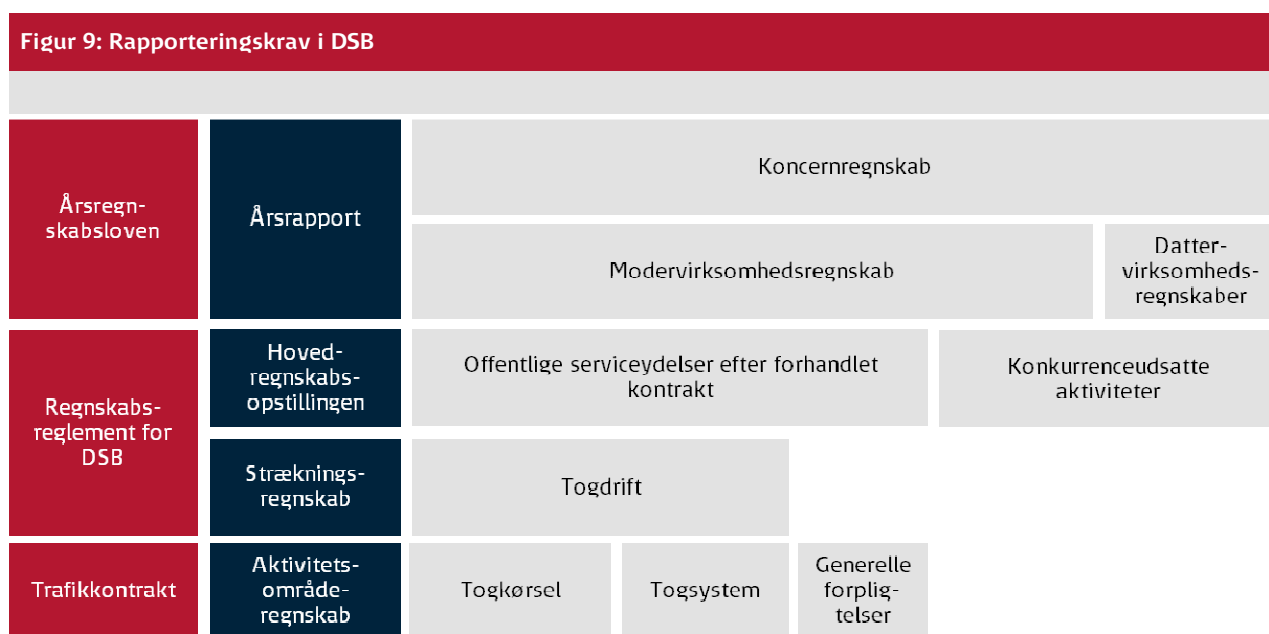 Figur 9: Rapporteringskrav i DSB
Årsregn-
skabsloven
Årsrapport
Koncernregnskab
Modervirksomhedsregnskab
Datter-
virksomheds-
regnskaber
Regnskabs-
reglement for
DSB
Hoved-
regnskabs-
opstillingen
Offentlige serviceydelser efter forhandlet
kontrakt
Konkurrenceudsatte
aktiviteter
Stræknings-
regnskab
Togdrift
Trafikkontrakt
Aktivitets-
område-
regnskab
Togkørsel
Togsystem
Generelle
forplig-
telser